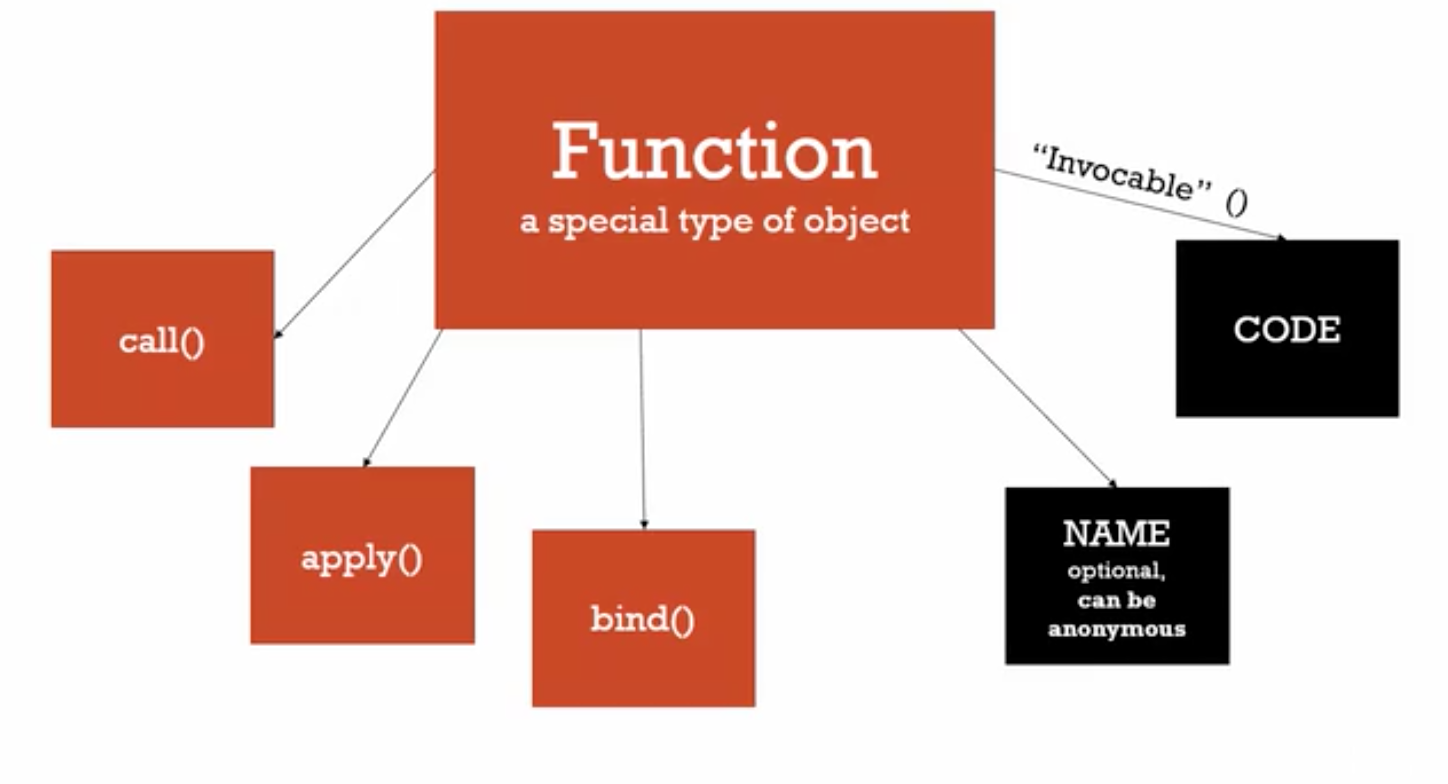 Function
a special type of object
“Invocable” ()
call()
CODE
apply()
bind()
NAME
optional,
can be
anonymous